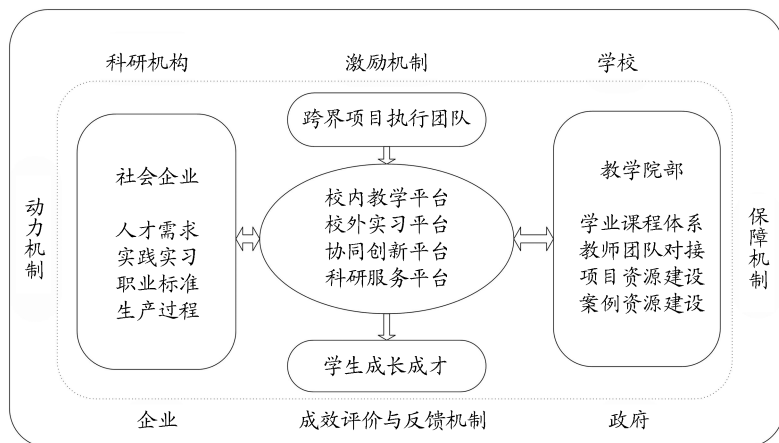 科研机构
激励机制
学校
跨界项目执行团队
动力机制
社会企业
人才需求
实践实习
职业标准
生产过程
校内教学平台
校外实习平台
协同创新平台
科研服务平台
教学院部
学业课程体系
教师团队对接
项目资源建设
案例资源建设
保障机制
学生成长成才
企业
成效评价与反馈机制
政府